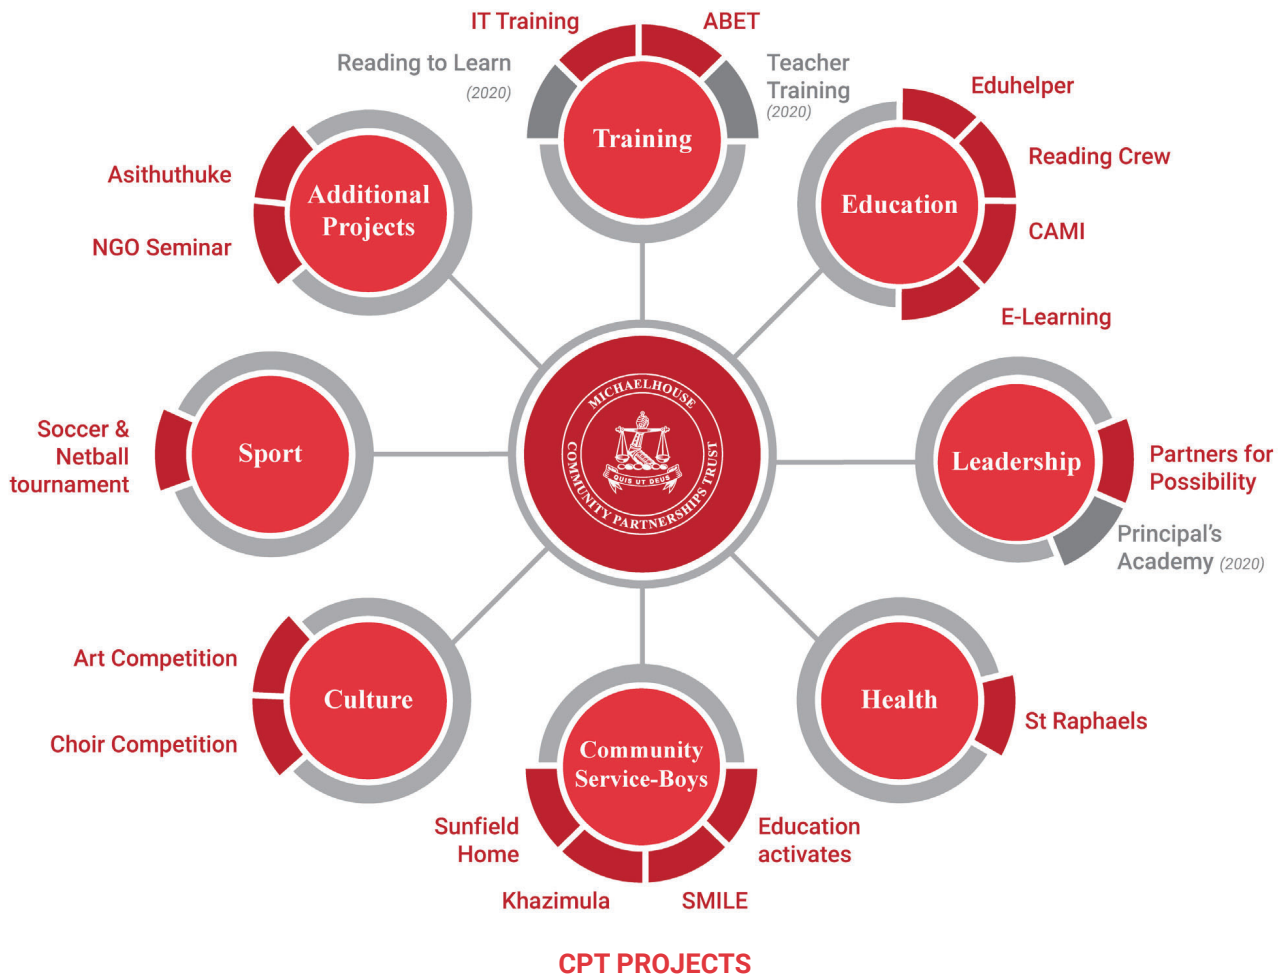 IT Training
ABET
Reading to Learn
(2020)
Teacher
Training
(2020)
Training
Eduhelper
Reading Crew
CAMI
E-Learning
Education
Asithuthuke
NGO Seminar
Additional
Projects
Soccer &
Netball
tournament
Sport
MICHAELHOUSE
COMMUNITY PARTNERSHIPS TRUST
QUIS UT DEUS
Leadership
Partners for
Possibility
Principal's
Academy (2020)
Art Competition
Choir Competition
Culture
Health
St Raphaels
Community
Service-Boys
Sunfield
Home
Khazimula
SMILE
Education
activates
CPT PROJECTS